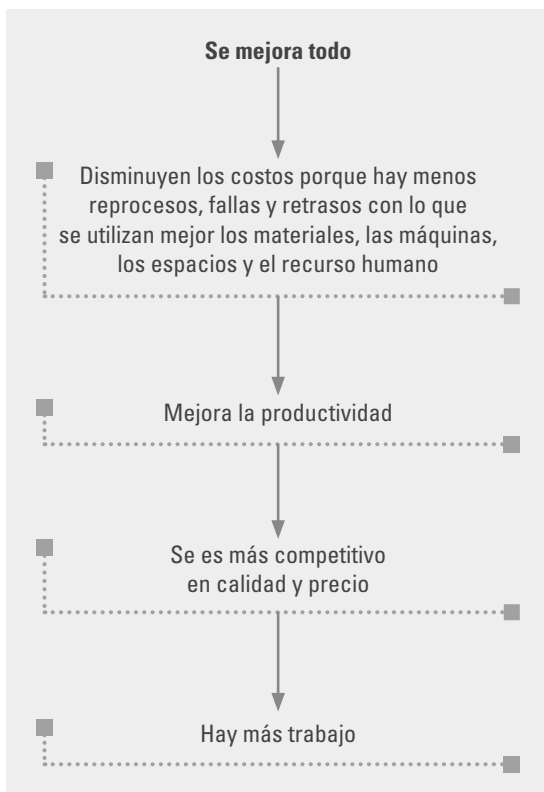 Se mejora todo
Disminuyen los costos porque hay menos
reprocesos, fallas y retrasos con lo que
se utilizan mejor los materiales, las máquinas,
los espacios y el recurso humano
Mejora la productividad
Se es más competitivo
en calidad y precio
Hay más trabajo